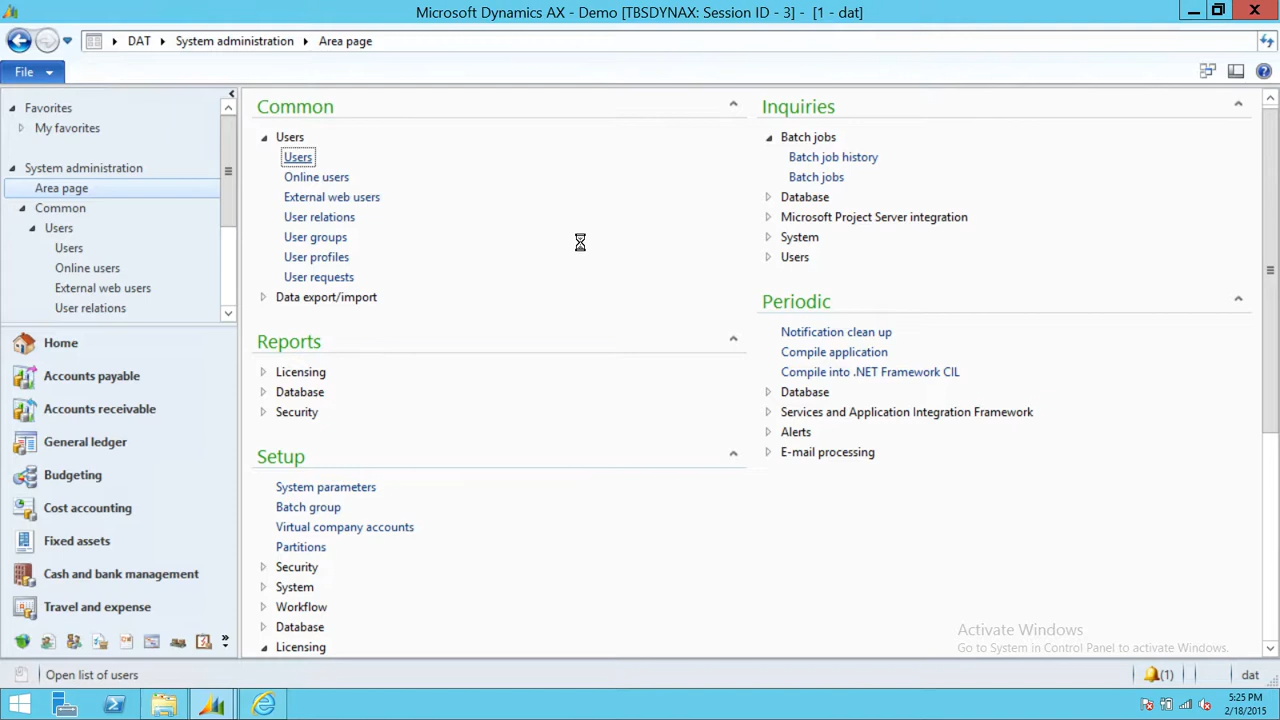 Microsoft Dynamics AX - Demo [TBSDYNAX: Session ID - 3] - [1 - dat]
DAT
System administration
Area page
File
Favorites
My favorites
System administration
Area page
Common
Users
Users
Online users
External web users
User relations
Home
Accounts payable
Accounts receivable
General ledger
Budgeting
Cost accounting
Fixed assets
Cash and bank management
Travel and expense
Common
Users
Users
Online users
External web users
User relations
User groups
User profiles
User requests
Data export/import
Reports
Licensing
Database
Security
Setup
System parameters
Batch group
Virtual company accounts
Partitions
Security
System
Workflow
Database
Licensing
Inquiries
Batch jobs
Batch job history
Batch jobs
Database
Microsoft Project Server integration
System
Users
Periodic
Notification clean up
Compile application
Compile into .NET Framework CIL
Database
Services and Application Integration Framework
Alerts
E-mail processing
Activate Windows
Go to System in Control Panel to activate Windows.
Open list of users
(1)
dat
5:25 PM
2/18/2015